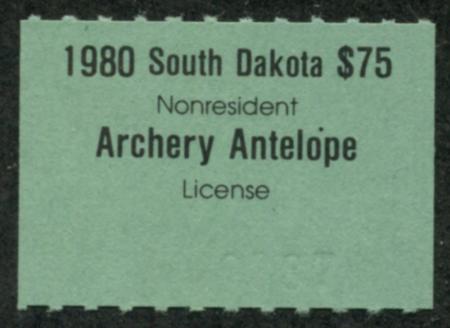 1980 South Dakota $75
Nonresident
Archery Antelope
License